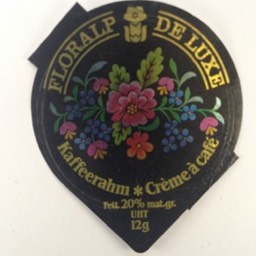 FLORALP DE LUXE
Kaffeerahm * Crème à café
Fett. 20% mat.gr.
UHT
12g